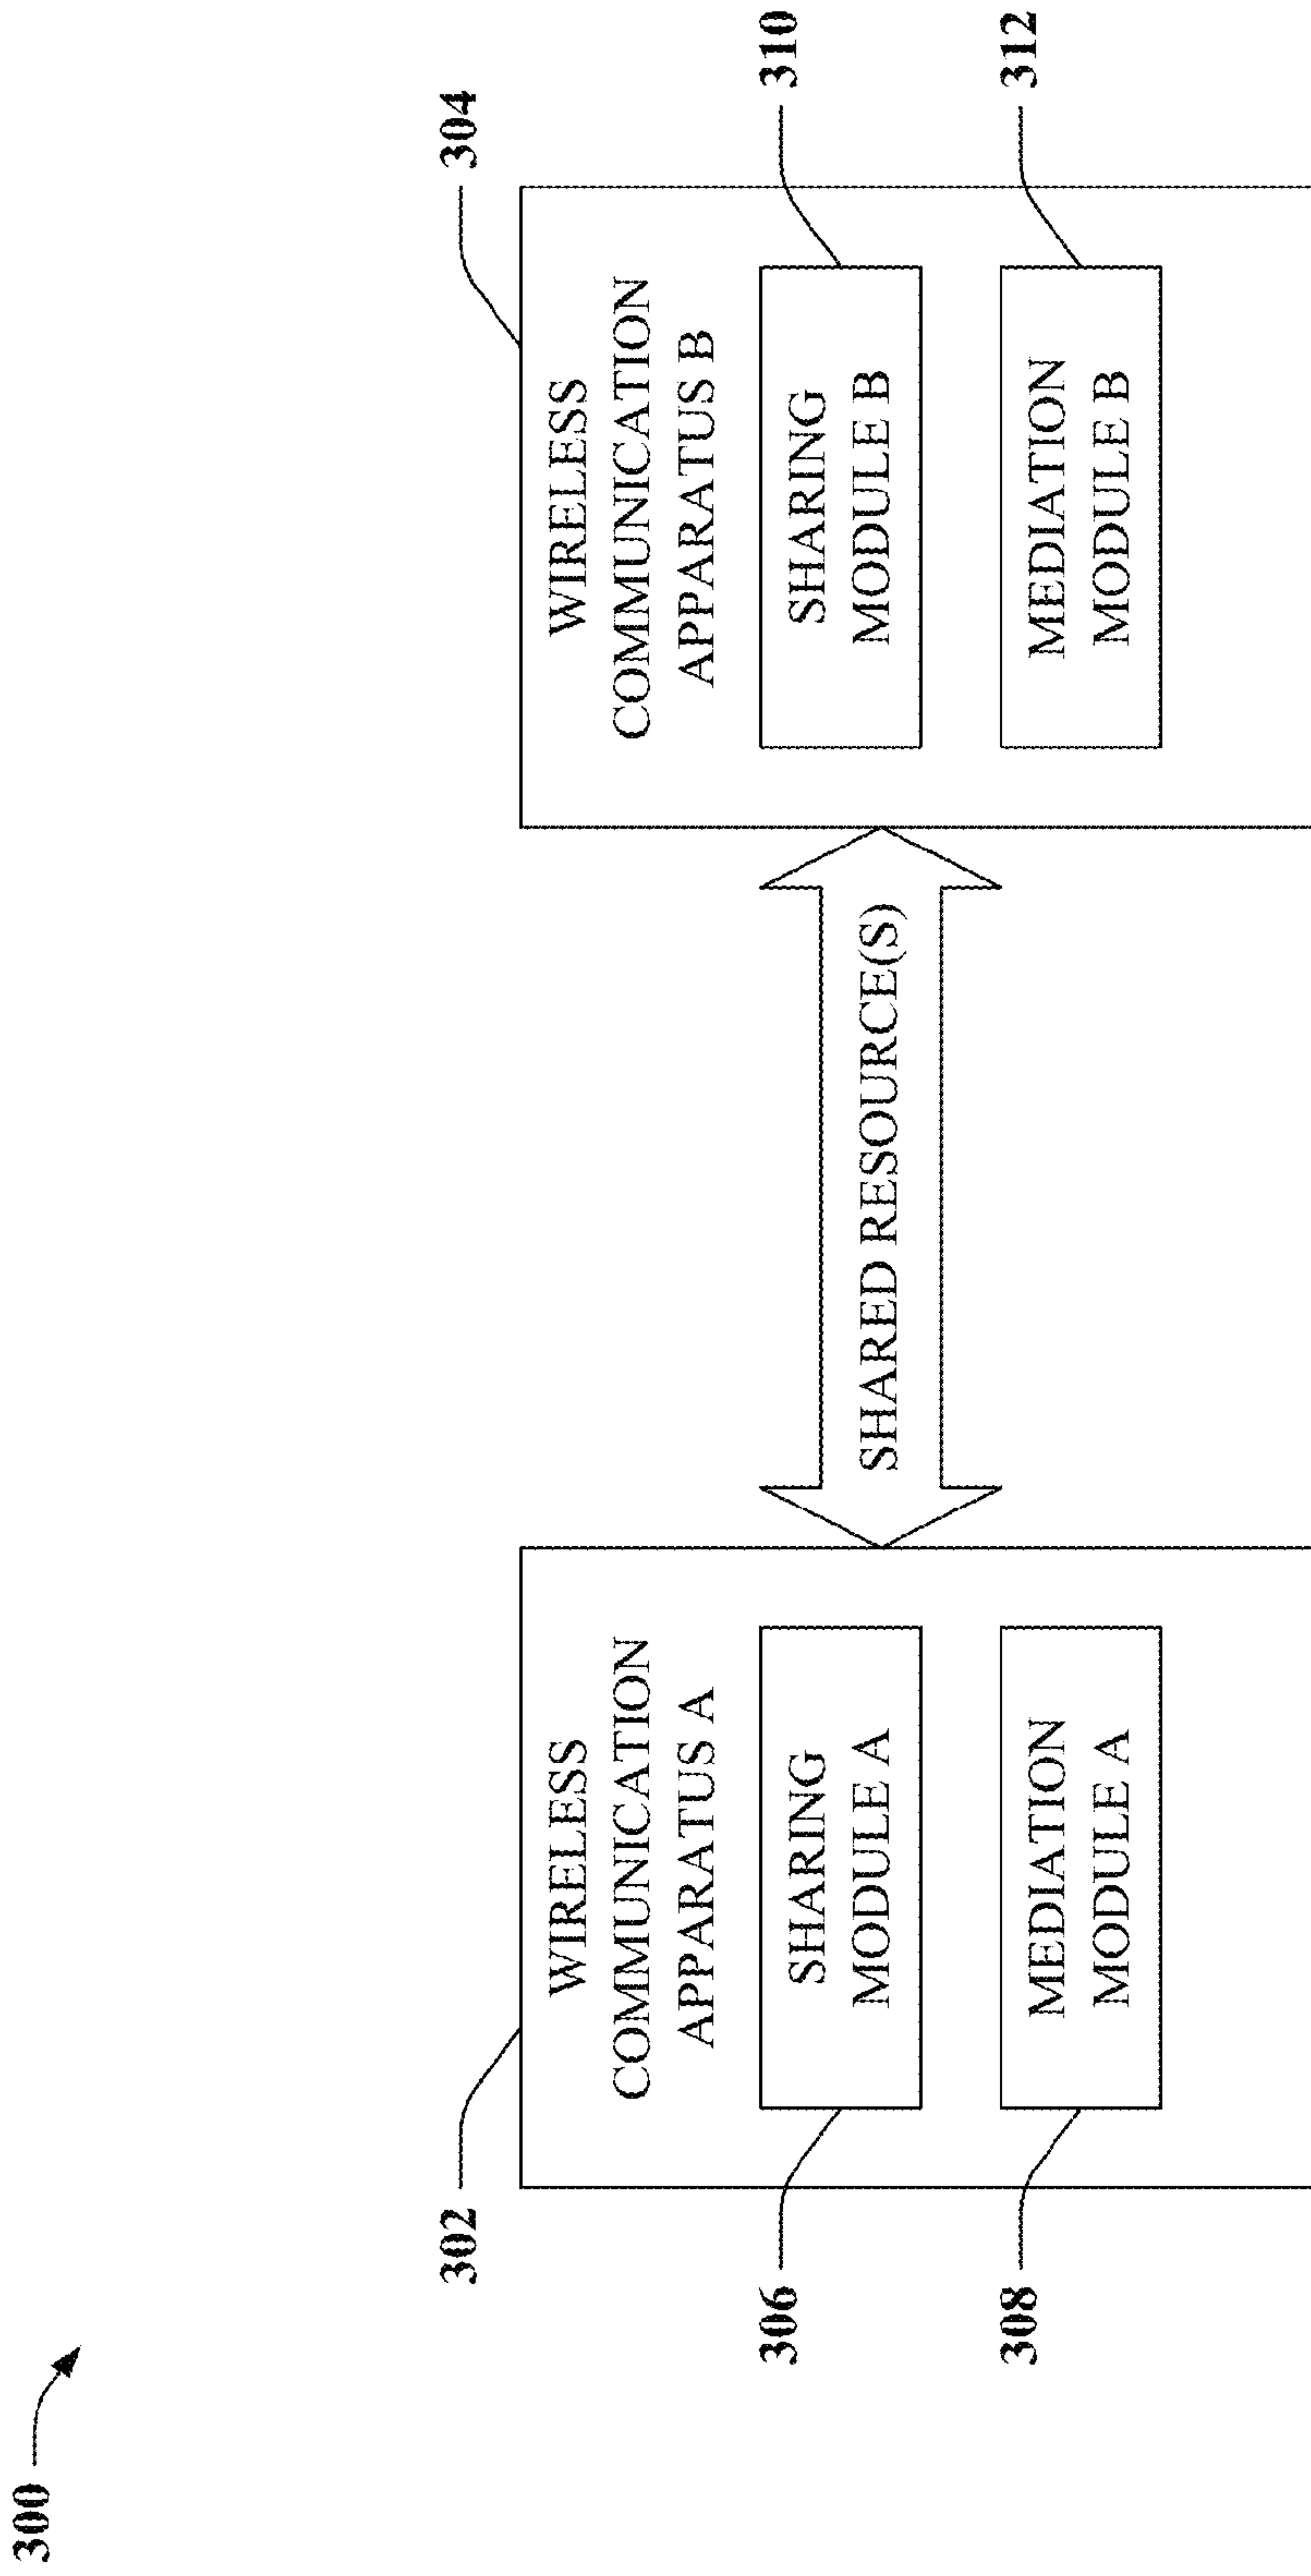 300
302
WIRELESS
COMMUNICATION
APPARATUS A
306
SHARING
MODULE A
308
MEDIATION
MODULE A
SHARED RESOURCE(S)
304
WIRELESS
COMMUNICATION
APPARATUS B
310
SHARING
MODULE B
312
MEDIATION
MODULE B